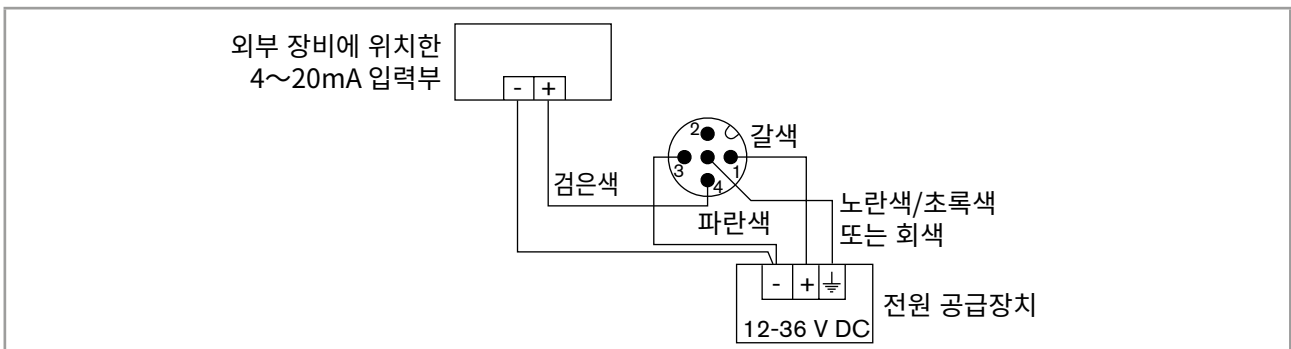 외부 장비에 위치한
4～20mA 입력부
- +
2
갈색
3
1
검은색
4
파란색
노란색/초록색
또는 회색
- +
전원 공급장치
12-36 V DC